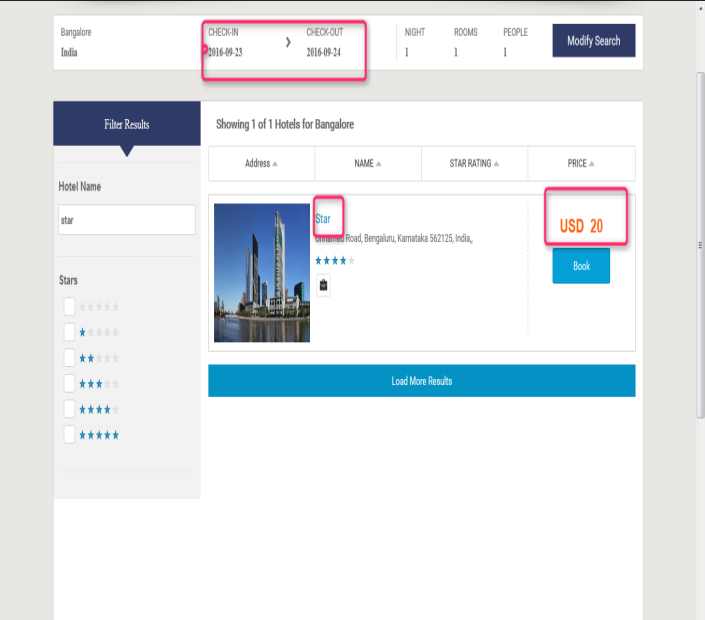 Bangalore
India
CHECK-IN
2016-09-23
CHECK-OUT
2016-09-24
NIGHT
1
ROOMS
1
PEOPLE
1
Modify Search
Filter Results
Hotel Name
star
Stars
Showing 1 of 1 Hotels for Bangalore
Address
NAME
STAR RATING
PRICE
Star
Unnamed Road, Bengaluru, Karnataka 562125, India,,
USD 20
Book
Load More Results